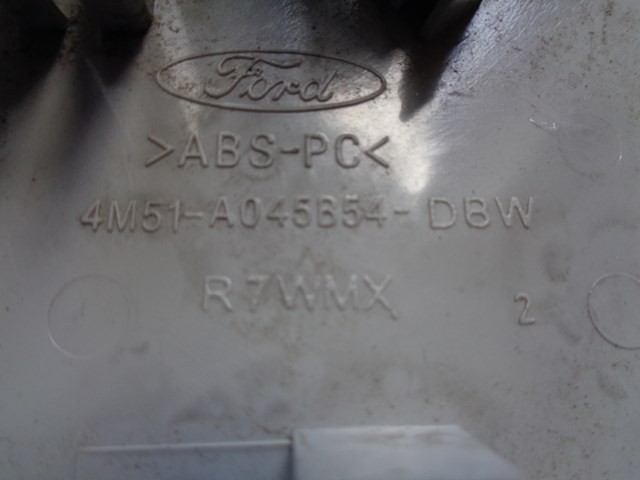 Ford
>ABS-PC<
4M51-A045B54-DBW
R7WMX
2